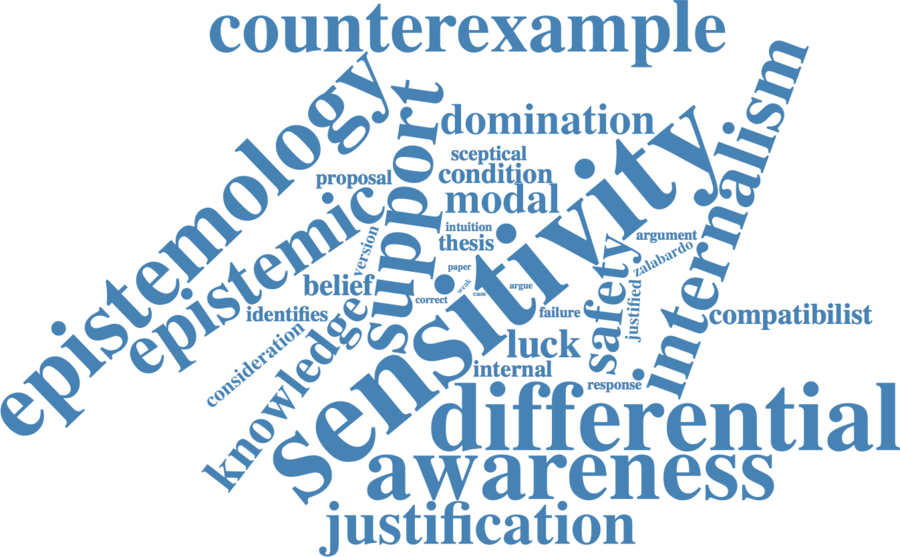 counterexample
epistemology
support
domination
internalism
sceptical
condition
proposal
modal
epistemic
sensitivity
intuition
thesis
version
argument
zalabardo
paper
belief
weak
case
argue
correct
safety
justified
identifies
failure
compatibilist
consideration
knowledge
luck
internal
response
differential
awareness
justification